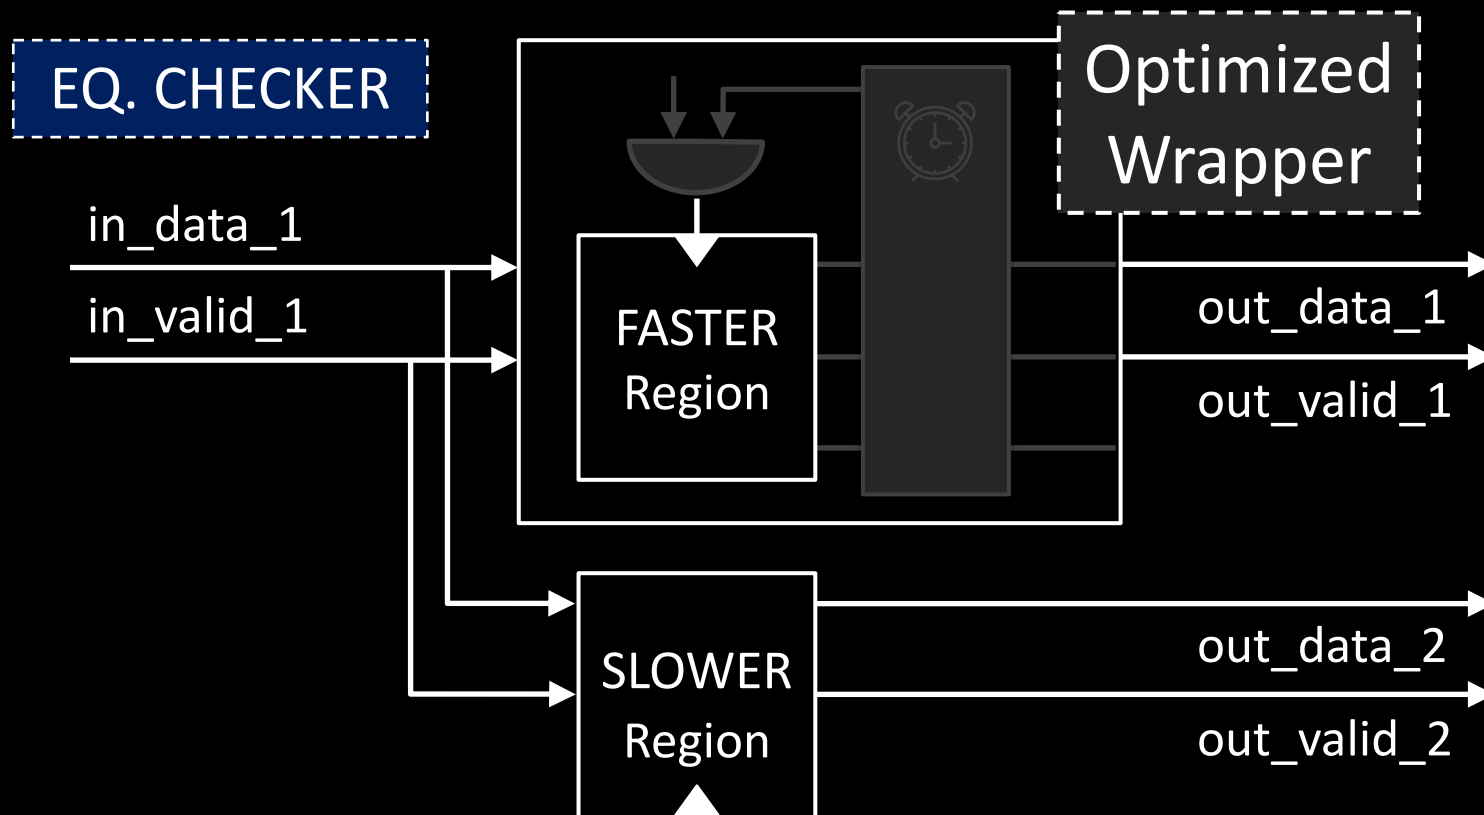 EQ. CHECKER
Optimized
Wrapper
in_data_1
in_valid_1
FASTER
Region
out_data_1
out_valid_1
SLOWER
Region
out_data_2
out_valid_2